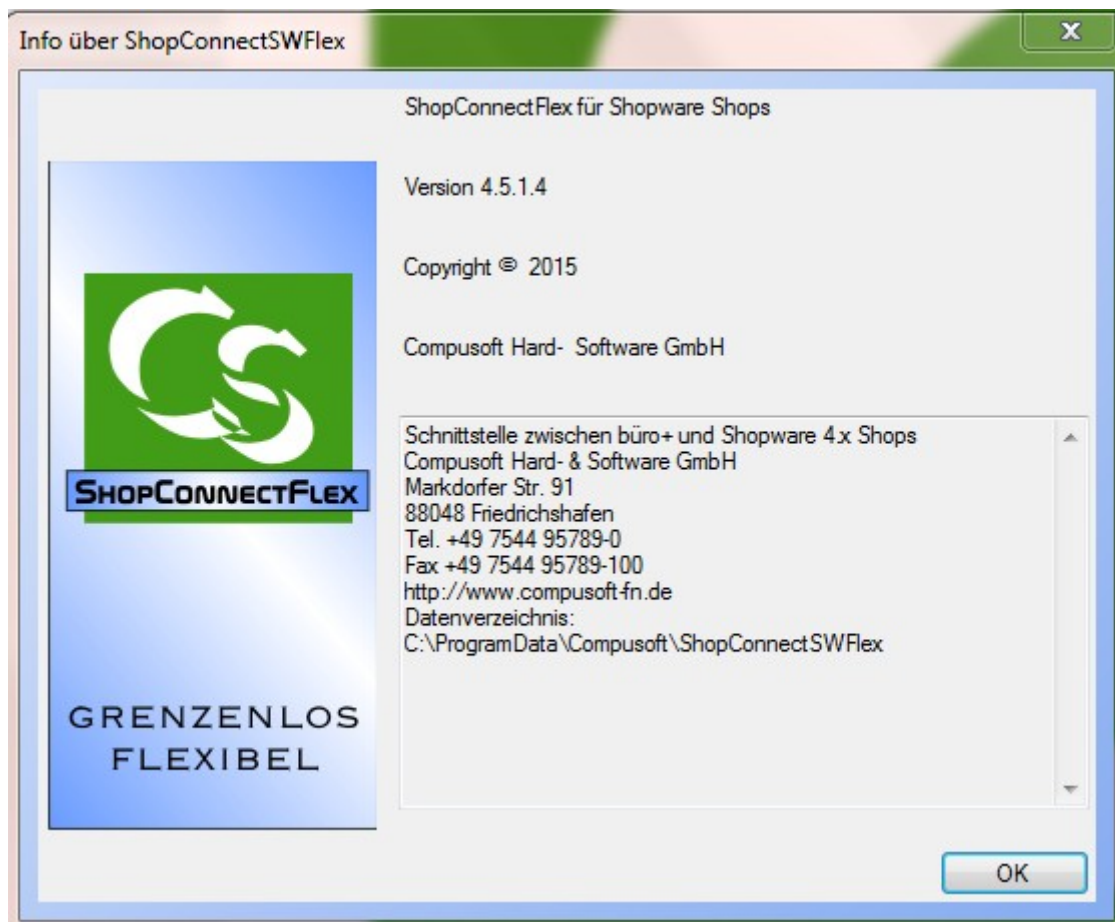 Info über ShopConnectSWFlex
ShopConnectFlex für Shopware Shops
Version 4.5.1.4
Copyright © 2015
Compusoft Hard- Software GmbH
CS
SHOPCONNECTFLEX
GRENZENLOS
FLEXIBEL
Schnittstelle zwischen büro+ und Shopware 4.x Shops
Compusoft Hard- & Software GmbH
Markdorfer Str. 91
88048 Friedrichshafen
Tel. +49 7544 95789-0
Fax +49 7544 95789-100
http://www.compusoft-fn.de
Datenverzeichnis:
C:\ProgramData\Compusoft\ShopConnectSWFlex
OK